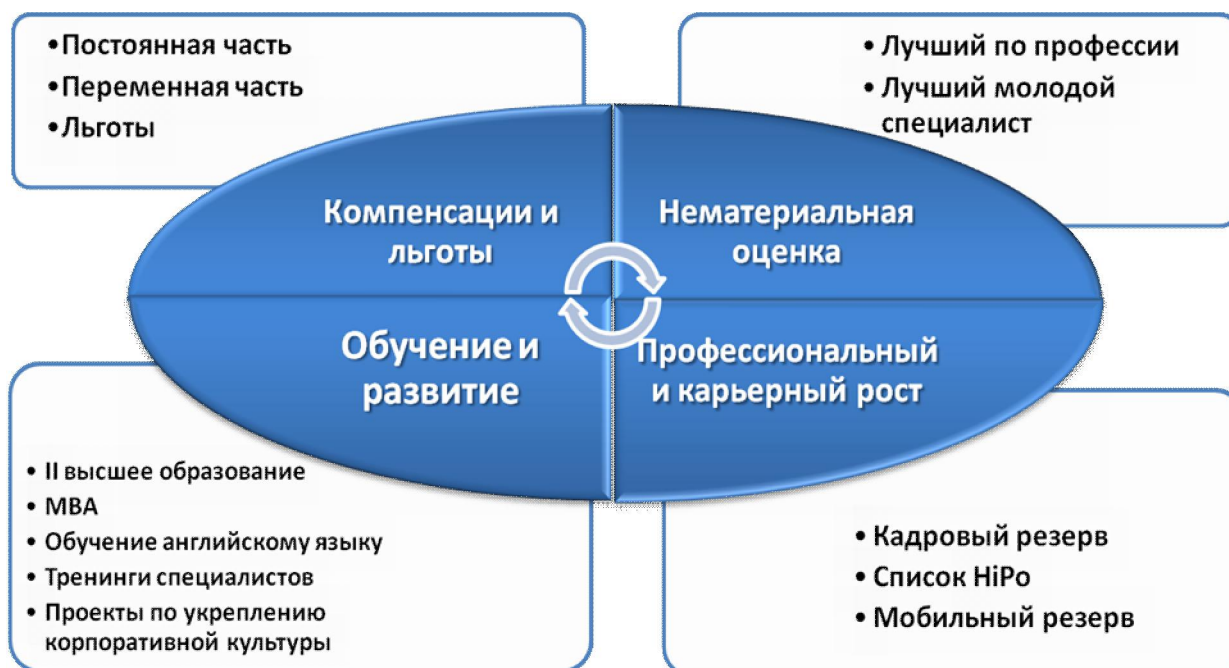 •Постоянная часть
•Переменная часть
•Льготы
• Лучший по профессии
• Лучший молодой
специалист
Компенсации и
льготы
Нематериальная
оценка
Обучение и
развитие
Профессиональный
и карьерный рост
• II высшее образование
• MBA
• Обучение английскому языку
• Тренинги специалистов
• Проекты по укреплению
корпоративной культуры
• Кадровый резерв
• Список HiPo
• Мобильный резерв